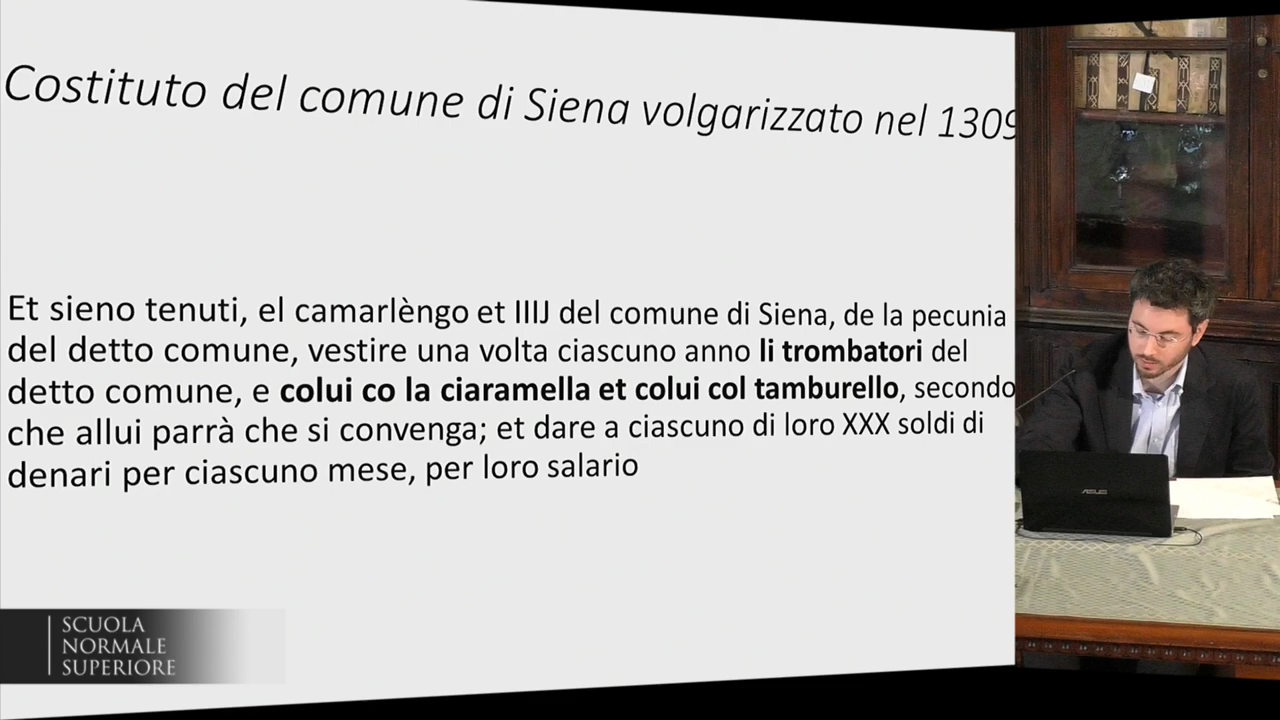 Costituto del comune di Siena volgarizzato nel 1309
Et sieno tenuti, el camarlèngo et IIIJ del comune di Siena, de la pecunia
del detto comune, vestire una volta ciascuno anno li trombatori del
detto comune, e colui co la ciaramella et colui col tamburello, secondo
che allui parrà che si convenga; et dare a ciascuno di loro XXX soldi di
denari per ciascuno mese, per loro salario
SCUOLA
NORMALE
SUPERIORE
ASUS